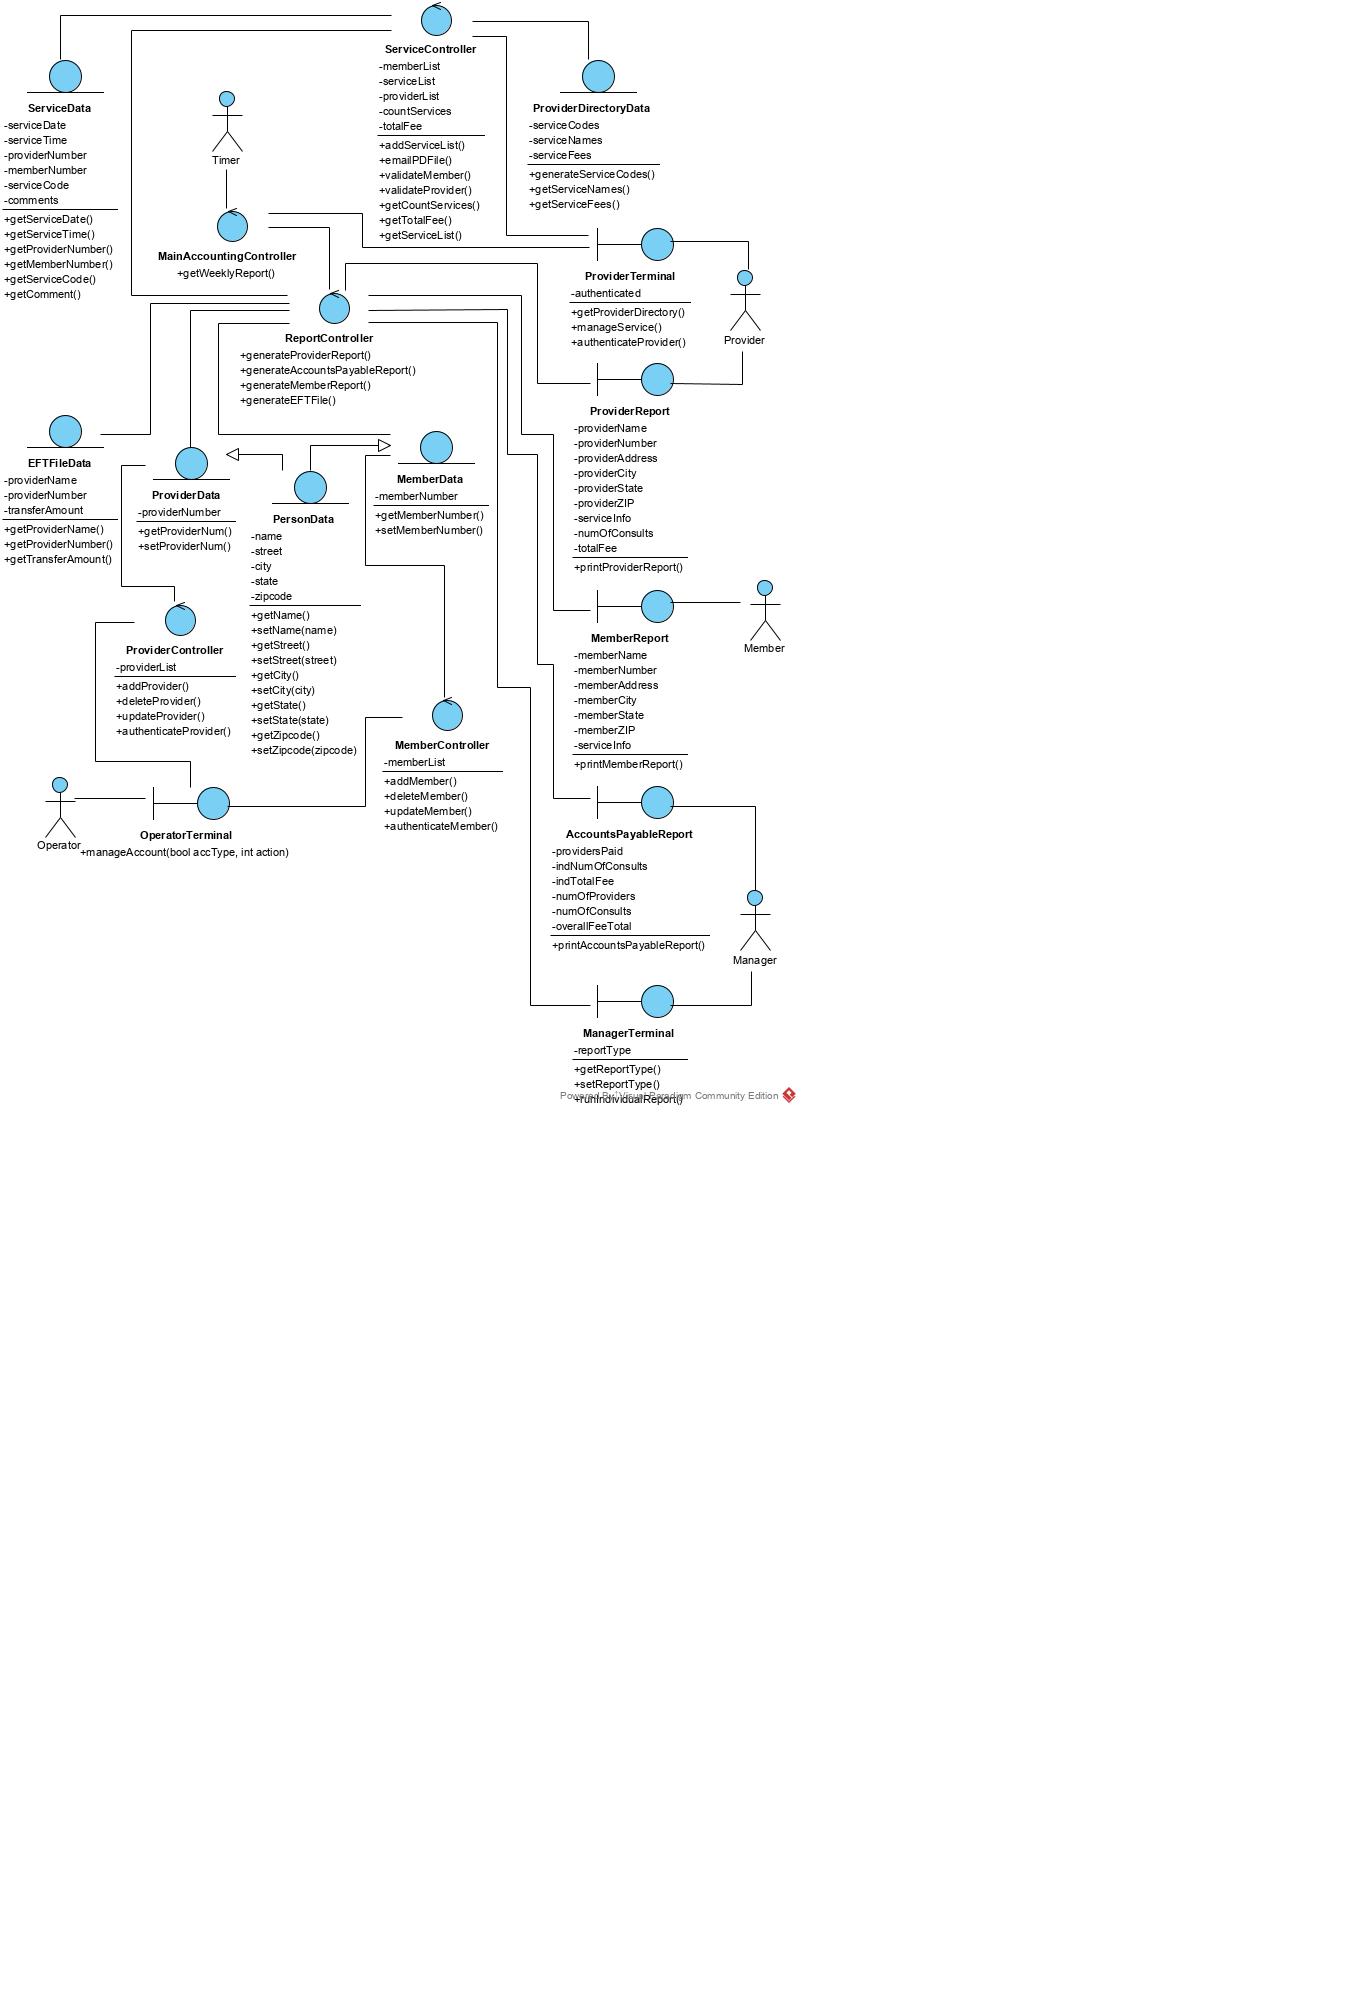 ServiceController
-memberList
-serviceList
-providerList
-countServices
-totalFee
+addServiceList()
+emailPDFile()
+validateMember()
+validateProvider()
+getCountServices()
+getTotalFee()
+getServiceList()
ServiceData
-serviceDate
-serviceTime
-providerNumber
-memberNumber
-serviceCode
-comments
+getServiceDate()
+getServiceTime()
+getProviderNumber()
+getMemberNumber()
+getServiceCode()
+getComment()
Timer
ProviderDirectoryData
-serviceCodes
-serviceNames
-serviceFees
+generateServiceCodes()
+getServiceNames()
+getServiceFees()
MainAccountingController
+getWeeklyReport()
ProviderTerminal
-authenticated
+getProviderDirectory()
+manageService()
+authenticateProvider()
Provider
ReportController
+generateProviderReport()
+generateAccountsPayableReport()
+generateMemberReport()
+generateEFTFile()
ProviderReport
-providerName
-providerNumber
-providerAddress
-providerCity
-providerState
-providerZIP
-serviceInfo
-numOfConsults
-totalFee
+printProviderReport()
EFTFileData
-providerName
-providerNumber
-transferAmount
+getProviderName()
+getProviderNumber()
+getTransferAmount()
ProviderData
-providerNumber
+getProviderNum()
+setProviderNum()
PersonData
-name
-street
-city
-state
-zipcode
+getName()
+setName(name)
+getStreet()
+setStreet(street)
+getCity()
+setCity(city)
+getState()
+setState(state)
+getZipcode()
+setZipcode(zipcode)
MemberData
-memberNumber
+getMemberNumber()
+setMemberNumber()
ProviderController
-providerList
+addProvider()
+deleteProvider()
+updateProvider()
+authenticateProvider()
MemberReport
-memberName
-memberNumber
-memberAddress
-memberCity
-memberState
-memberZIP
-serviceInfo
+printMemberReport()
Member
MemberController
-memberList
+addMember()
+deleteMember()
+updateMember()
+authenticateMember()
Operator
OperatorTerminal
+manageAccount(bool accType, int action)
AccountsPayableReport
-providersPaid
-indNumOfConsults
-indTotalFee
-numOfProviders
-numOfConsults
-overallFeeTotal
+printAccountsPayableReport()
Manager
ManagerTerminal
-reportType
+getReportType()
+setReportType()
+runIndividualReport()
Powered By Visual Paradigm Community Edition